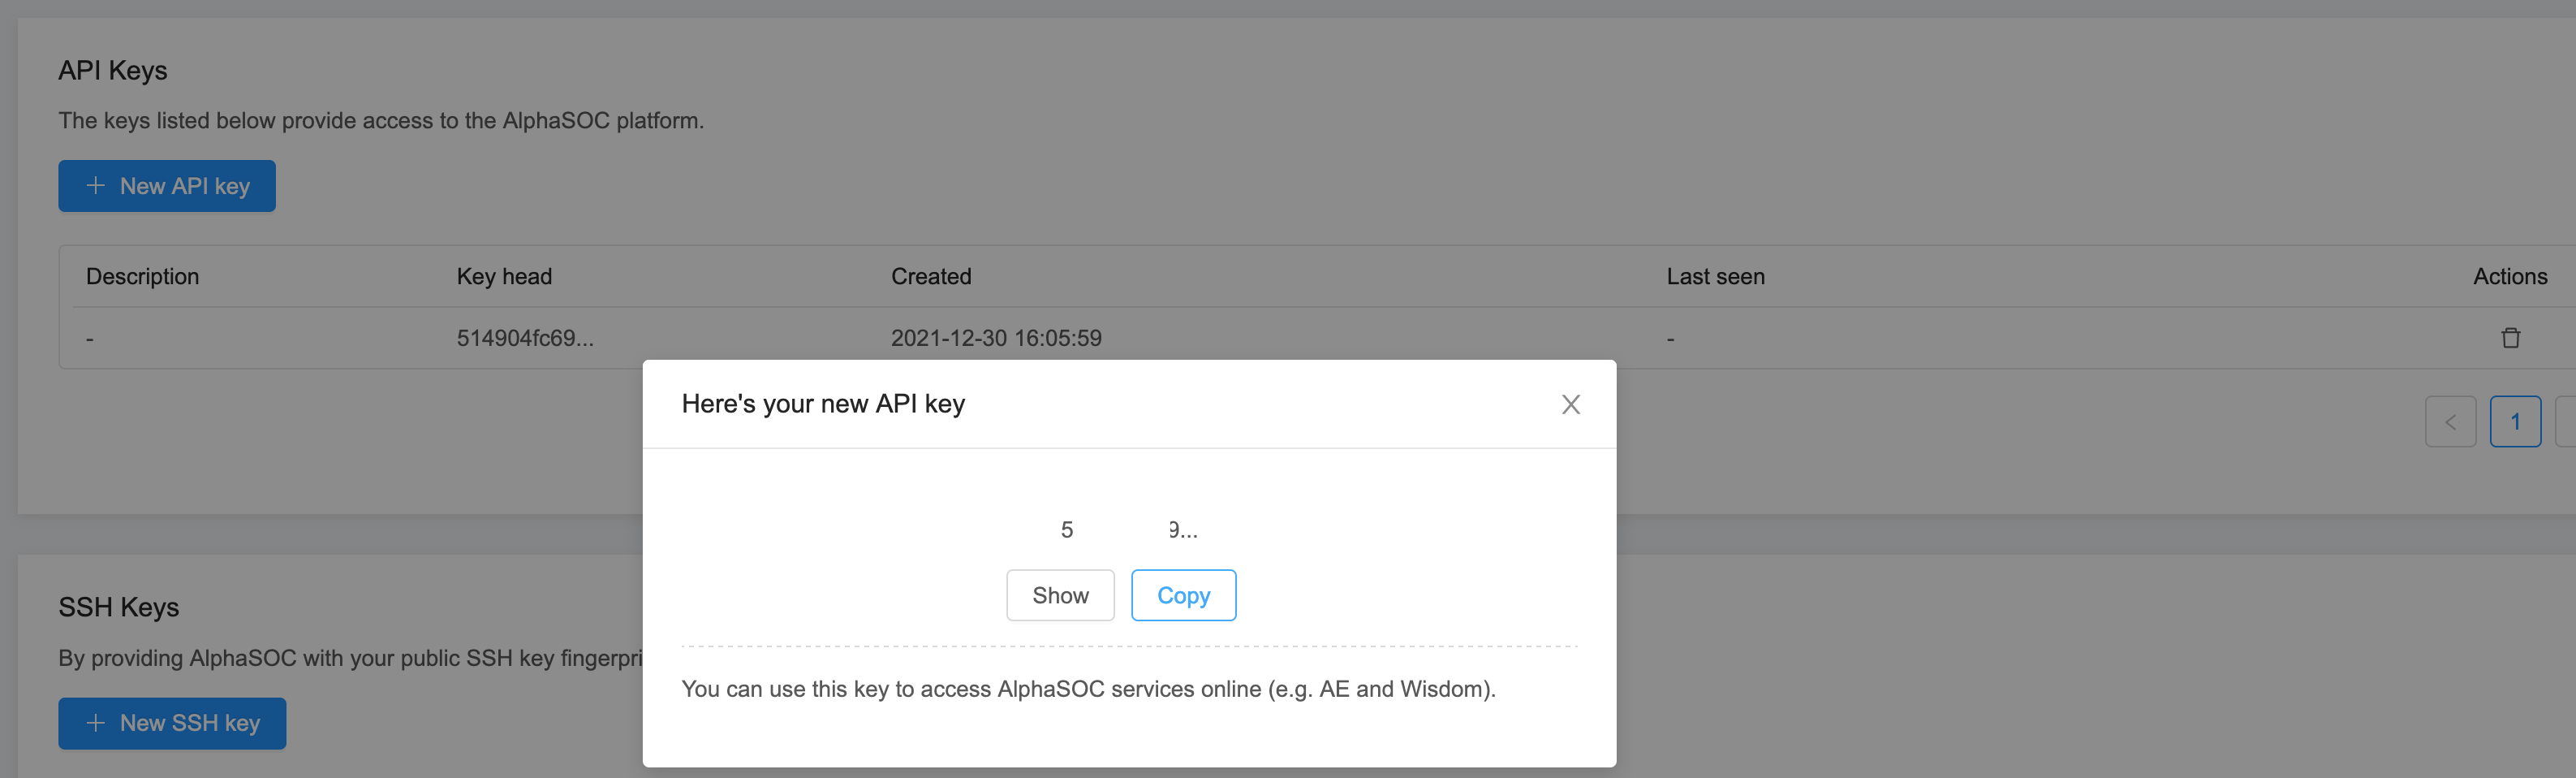 API Keys
The keys listed below provide access to the AlphaSOC platform.
+ New API key
Description Key head Created Last seen Actions
- 514904fc69... 2021-12-30 16:05:59 -
< 1
Here's your new API key
5 9...
Show Copy
You can use this key to access AlphaSOC services online (e.g. AE and Wisdom).
SSH Keys
By providing AlphaSOC with your public SSH key fingerpri
+ New SSH key